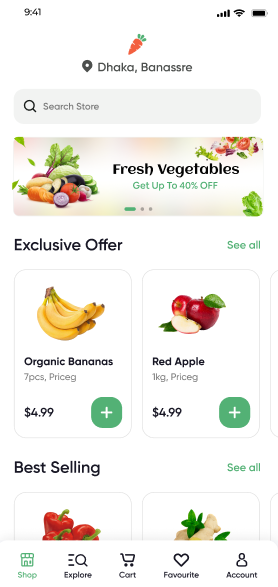 9:41
Dhaka, Banassre
Search Store
Fresh Vegetables
Get Up To 40% OFF
Exclusive Offer
See all
Organic Bananas
7pcs, Priceg
$4.99
Red Apple
1kg, Priceg
$4.99
Best Selling
See all
Shop
Explore
Cart
Favourite
Account